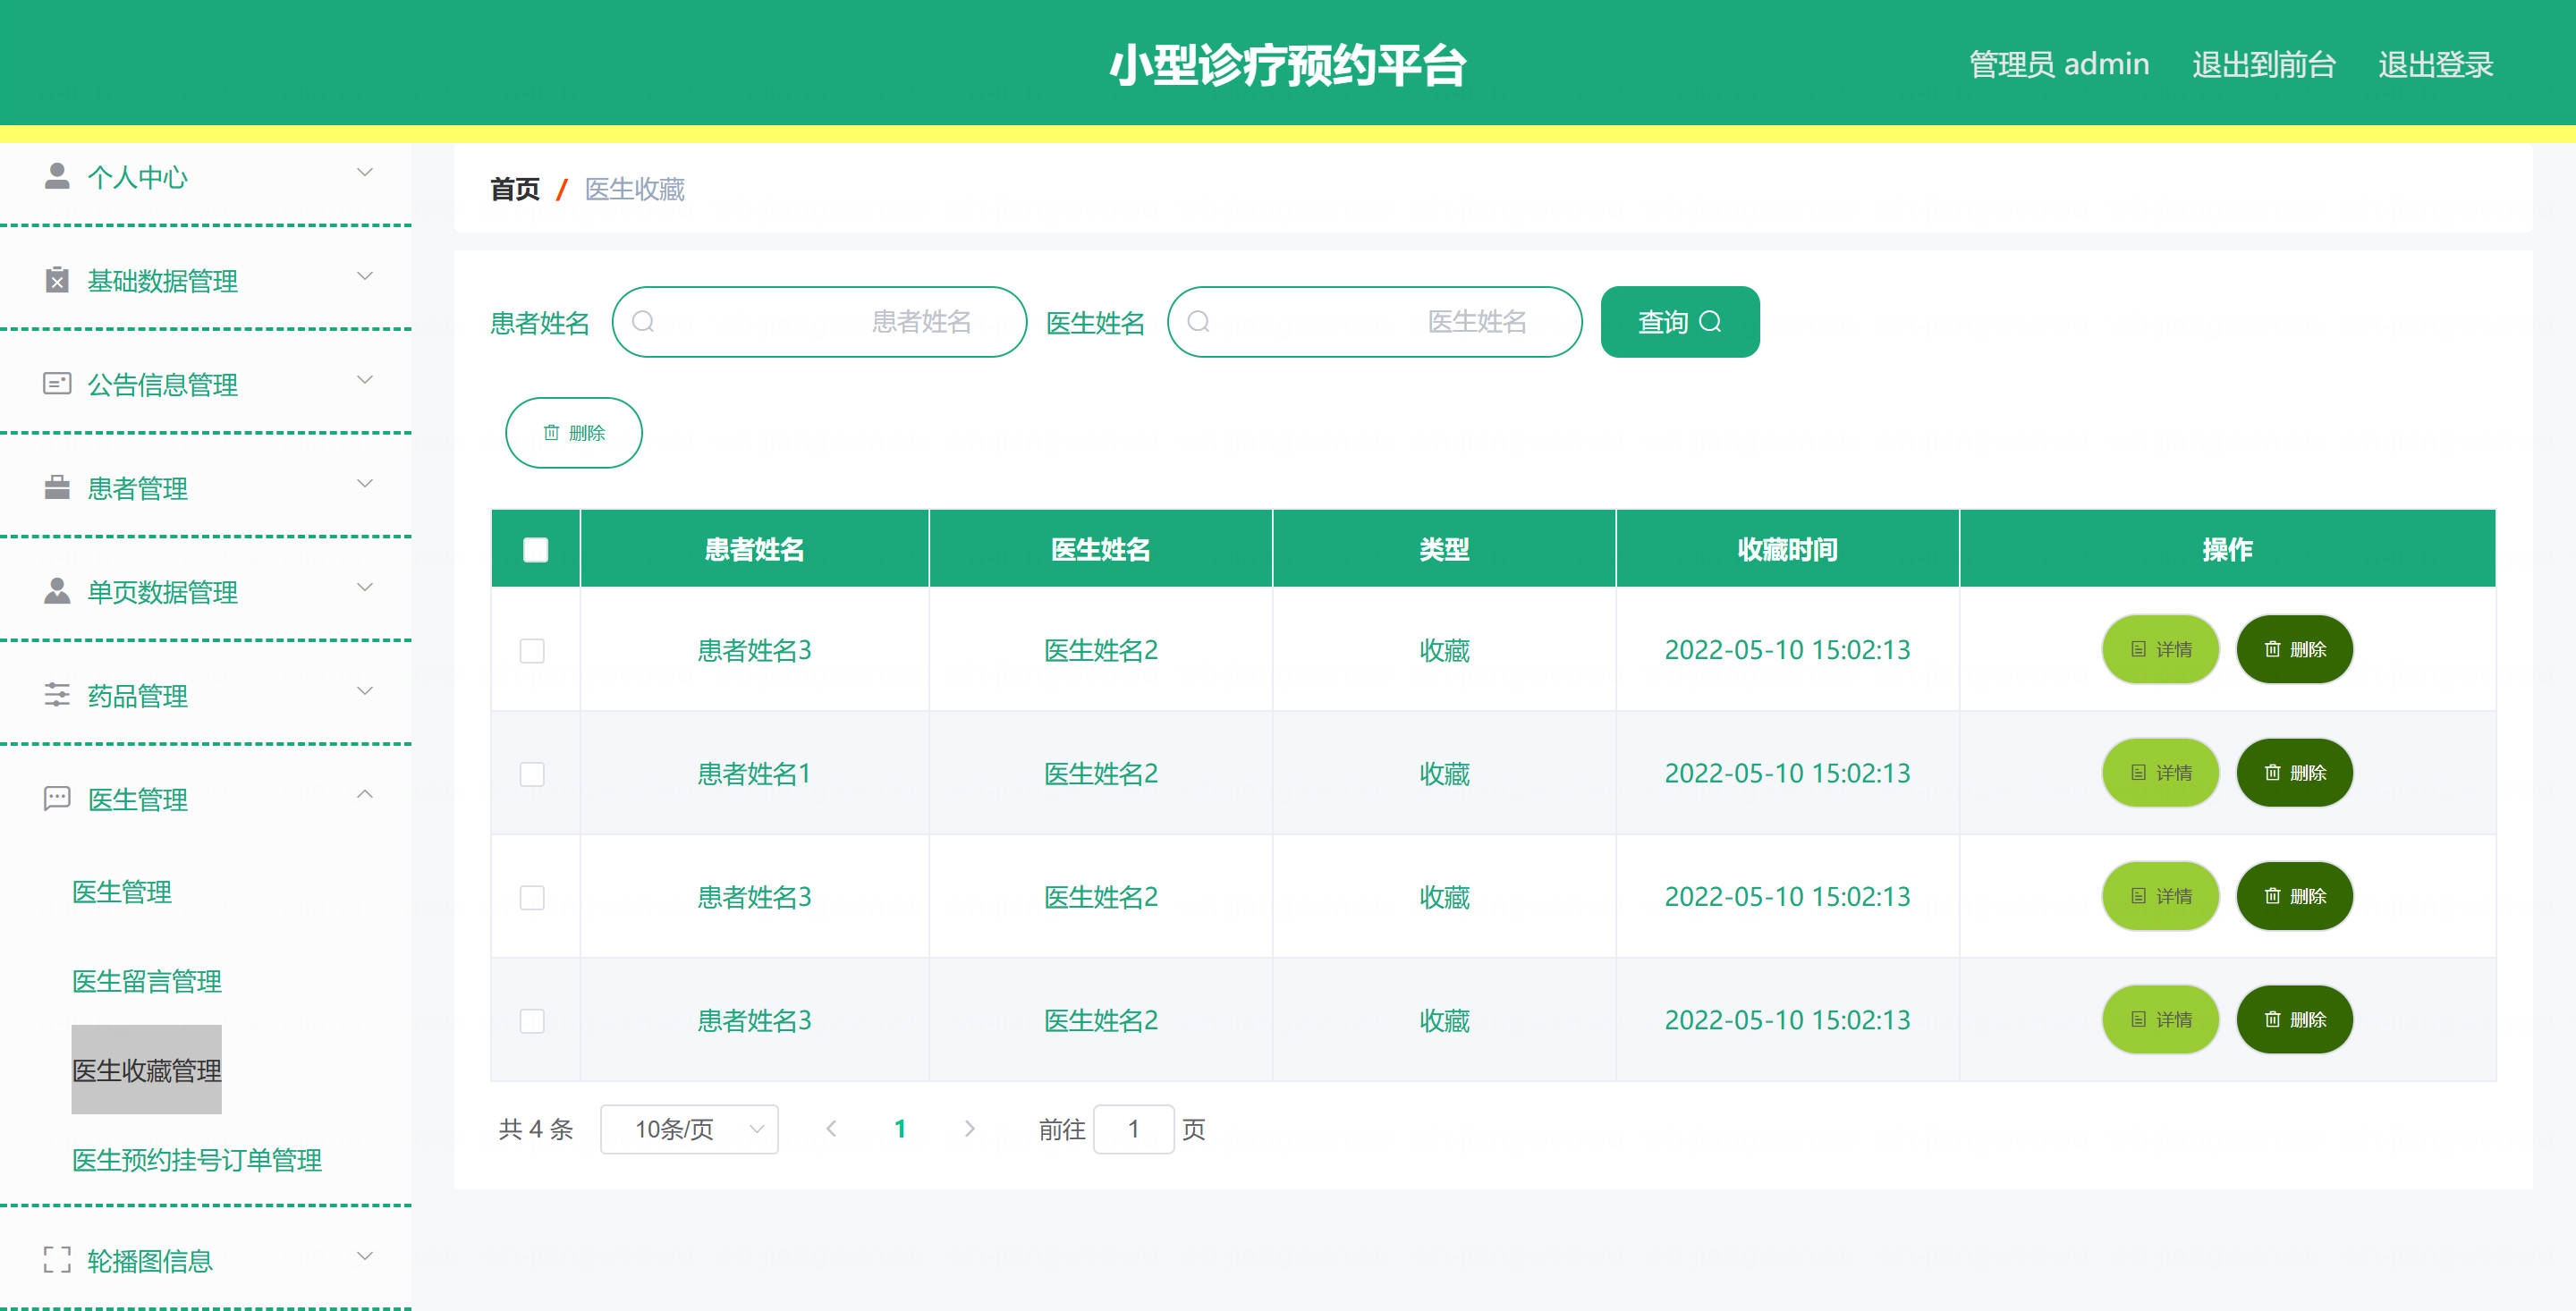 小型诊疗预约平台
管理员 admin 退出到前台 退出登录
个人中心
基础数据管理
公告信息管理
患者管理
单页数据管理
药品管理
医生管理
医生管理
医生留言管理
医生收藏管理
医生预约挂号订单管理
轮播图信息
首页 / 医生收藏
患者姓名 患者姓名 医生姓名 医生姓名 查询
删除
患者姓名 医生姓名 类型 收藏时间 操作
患者姓名3 医生姓名2 收藏 2022-05-10 15:02:13 详情 删除
患者姓名1 医生姓名2 收藏 2022-05-10 15:02:13 详情 删除
患者姓名3 医生姓名2 收藏 2022-05-10 15:02:13 详情 删除
患者姓名3 医生姓名2 收藏 2022-05-10 15:02:13 详情 删除
共 4 条 10条/页 1 前往 1 页